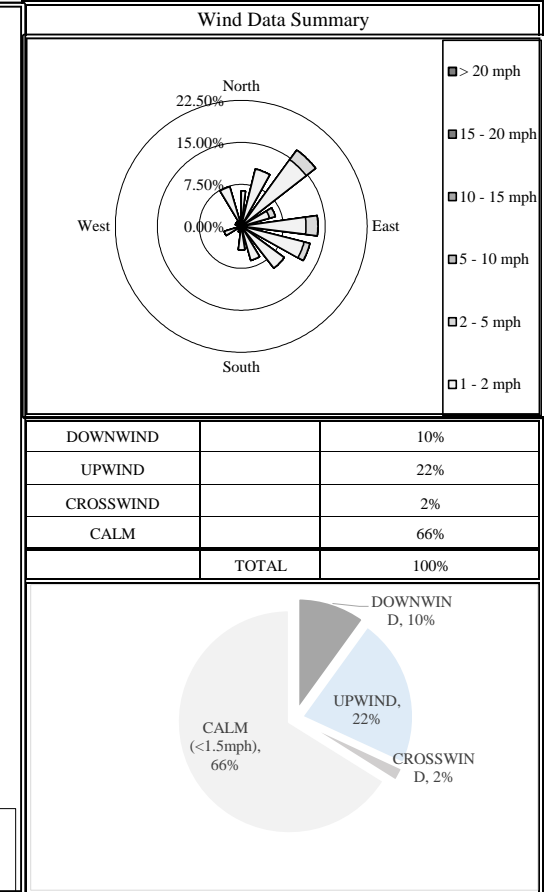 Wind Data Summary
North
22.50%
15.00%
7.50%
0.00%
West
East
South
> 20 mph
15 - 20 mph
10 - 15 mph
5 - 10 mph
2 - 5 mph
1 - 2 mph
DOWNWIND 10%
UPWIND 22%
CROSSWIND 2%
CALM 66%
TOTAL 100%
DOWNWIN
D, 10%
UPWIND,
22%
CROSSWIN
D, 2%
CALM
(<1.5mph),
66%